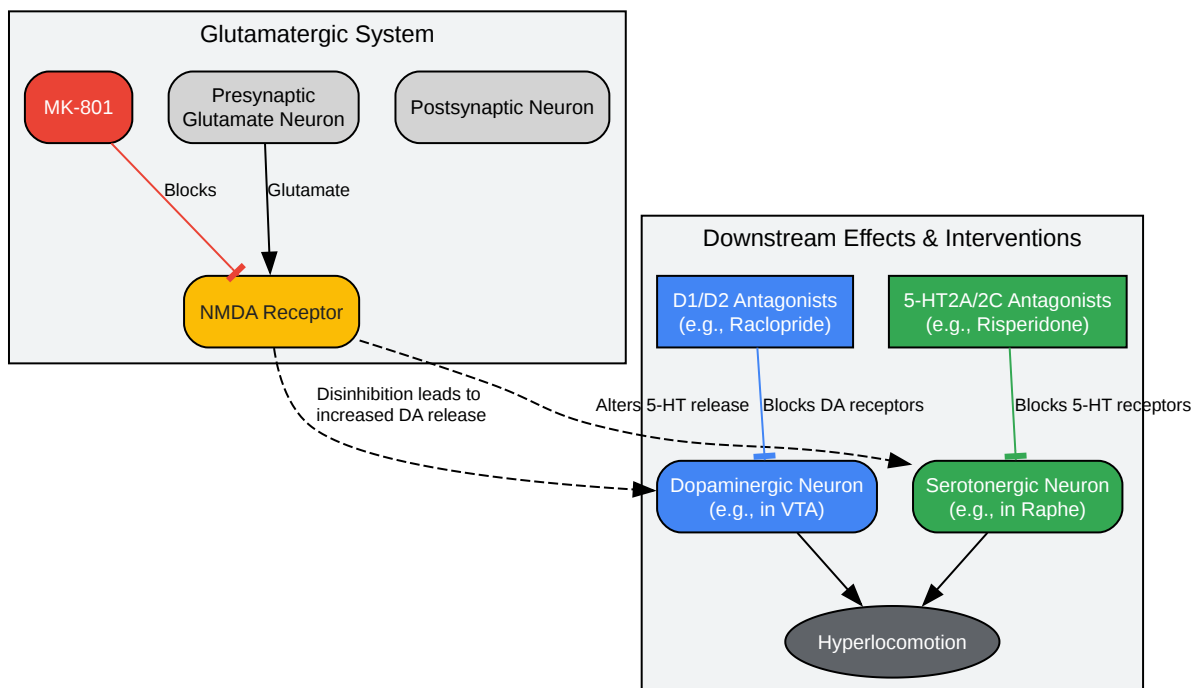 Glutamatergic System
MK-801
Presynaptic
Glutamate Neuron
Postsynaptic Neuron
Blocks
Glutamate
NMDA Receptor
Disinhibition leads to
increased DA release
Downstream Effects & Interventions
D1/D2 Antagonists
(e.g., Raclopride)
5-HT2A/2C Antagonists
(e.g., Risperidone)
Alters 5-HT release
Blocks DA receptors
Blocks 5-HT receptors
Dopaminergic Neuron
(e.g., in VTA)
Serotonergic Neuron
(e.g., in Raphe)
Hyperlocomotion